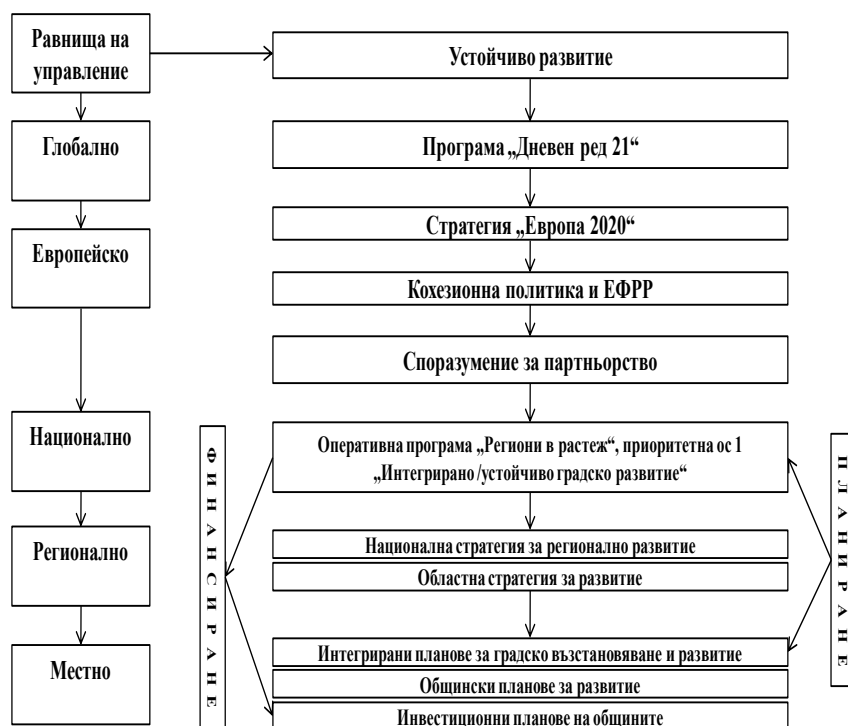 Равнища на
управление
Устойчиво развитие
Глобално
Програма „Дневен ред 21“
Стратегия „Европа 2020“
Европейско
Кохезионна политика и ЕФРР
Споразумение за партньорство
Национално
Оперативна програма „Региони в растеж“, приоритетна ос 1
„Интегрирано /устойчиво градско развитие“
ФИНАНСИРАНЕ
ПЛАНИРАНЕ
Регионално
Национална стратегия за регионално развитие
Областна стратегия за развитие
Местно
Интегрирани планове за градско възстановяване и развитие
Общински планове за развитие
Инвестиционни планове на общините